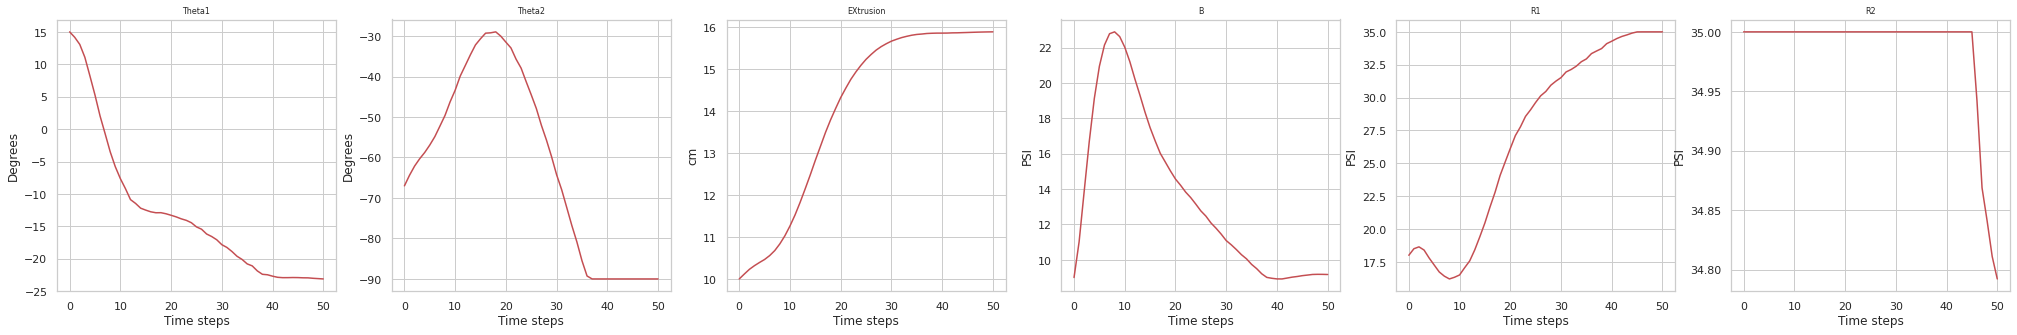 Theta1
Degrees
15
10
5
0
−5
−10
−15
−20
−25
0 10 20 30 40 50
Time steps
Theta2
Degrees
−30
−40
−50
−60
−70
−80
−90
0 10 20 30 40 50
Time steps
EXtrusion
cm
16
15
14
13
12
11
10
0 10 20 30 40 50
Time steps
B
PSI
22
20
18
16
14
12
10
0 10 20 30 40 50
Time steps
R1
PSI
35.0
32.5
30.0
27.5
25.0
22.5
20.0
17.5
0 10 20 30 40 50
Time steps
R2
PSI
35.00
34.95
34.90
34.85
34.80
0 10 20 30 40 50
Time steps